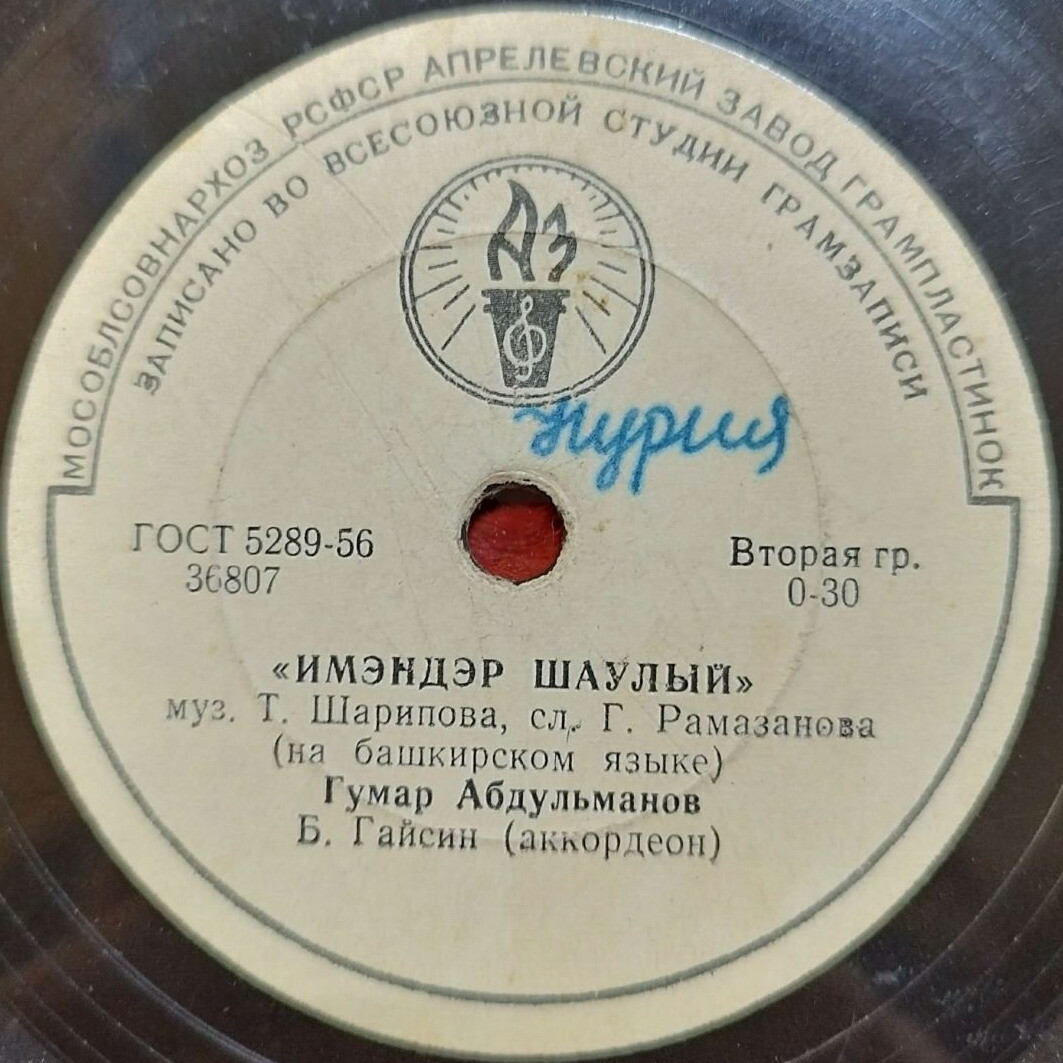 МОСОБЛСОВНАРХОЗ РСФСР АПРЕЛЕВСКИЙ ЗАВОД ГРАМПЛАСТИНОК
ЗАПИСАНО ВО ВСЕСОЮЗНОЙ СТУДИИ ГРАМЗАПИСИ
АЗ
Нурия
ГОСТ 5289-56
36807
Вторая гр.
0-30
«ИМЭНДЭР ШАУЛЫЙ»
муз. Т. Шарипова, сл. Г. Рамазанова
(на башкирском языке)
Гумар Абдульманов
Б. Гайсин (аккордеон)